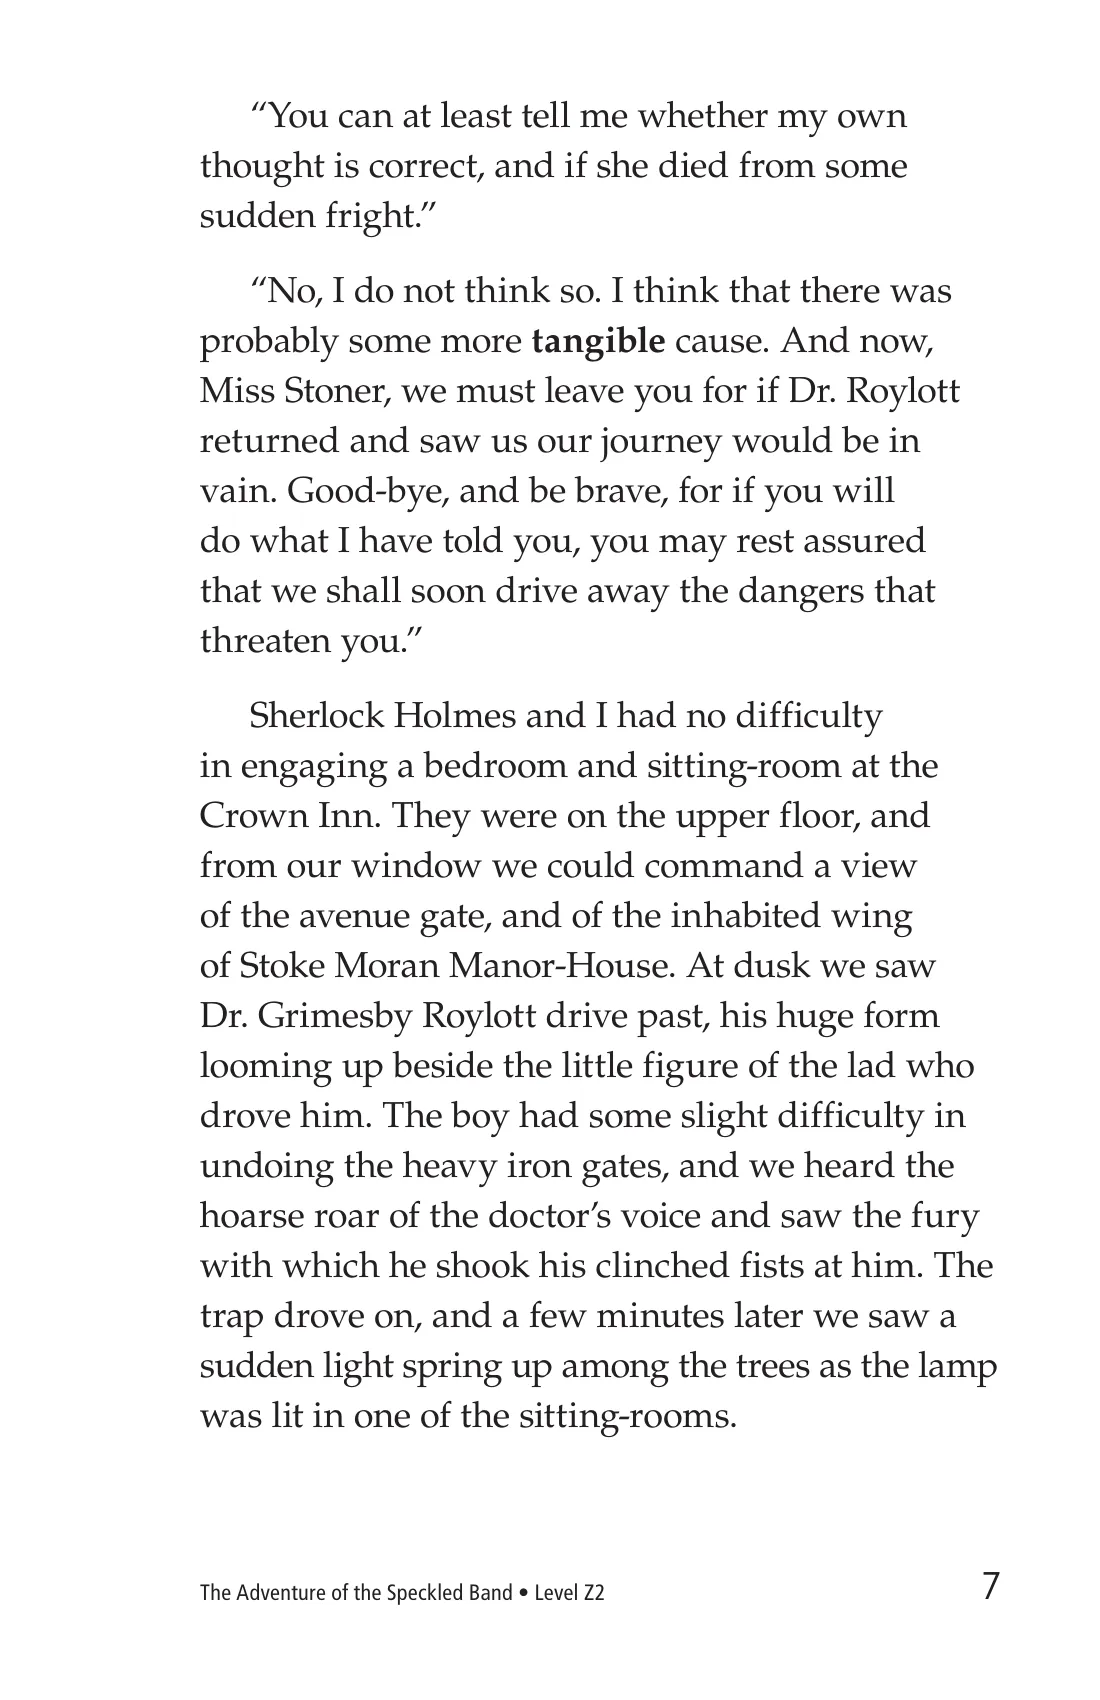 “You can at least tell me whether my own
thought is correct, and if she died from some
sudden fright.”
“No, I do not think so. I think that there was
probably some more tangible cause. And now,
Miss Stoner, we must leave you for if Dr. Roylott
returned and saw us our journey would be in
vain. Good-bye, and be brave, for if you will
do what I have told you, you may rest assured
that we shall soon drive away the dangers that
threaten you.”
Sherlock Holmes and I had no difficulty
in engaging a bedroom and sitting-room at the
Crown Inn. They were on the upper floor, and
from our window we could command a view
of the avenue gate, and of the inhabited wing
of Stoke Moran Manor-House. At dusk we saw
Dr. Grimesby Roylott drive past, his huge form
looming up beside the little figure of the lad who
drove him. The boy had some slight difficulty in
undoing the heavy iron gates, and we heard the
hoarse roar of the doctor’s voice and saw the fury
with which he shook his clinched fists at him. The
trap drove on, and a few minutes later we saw a
sudden light spring up among the trees as the lamp
was lit in one of the sitting-rooms.
The Adventure of the Speckled Band • Level Z2
7